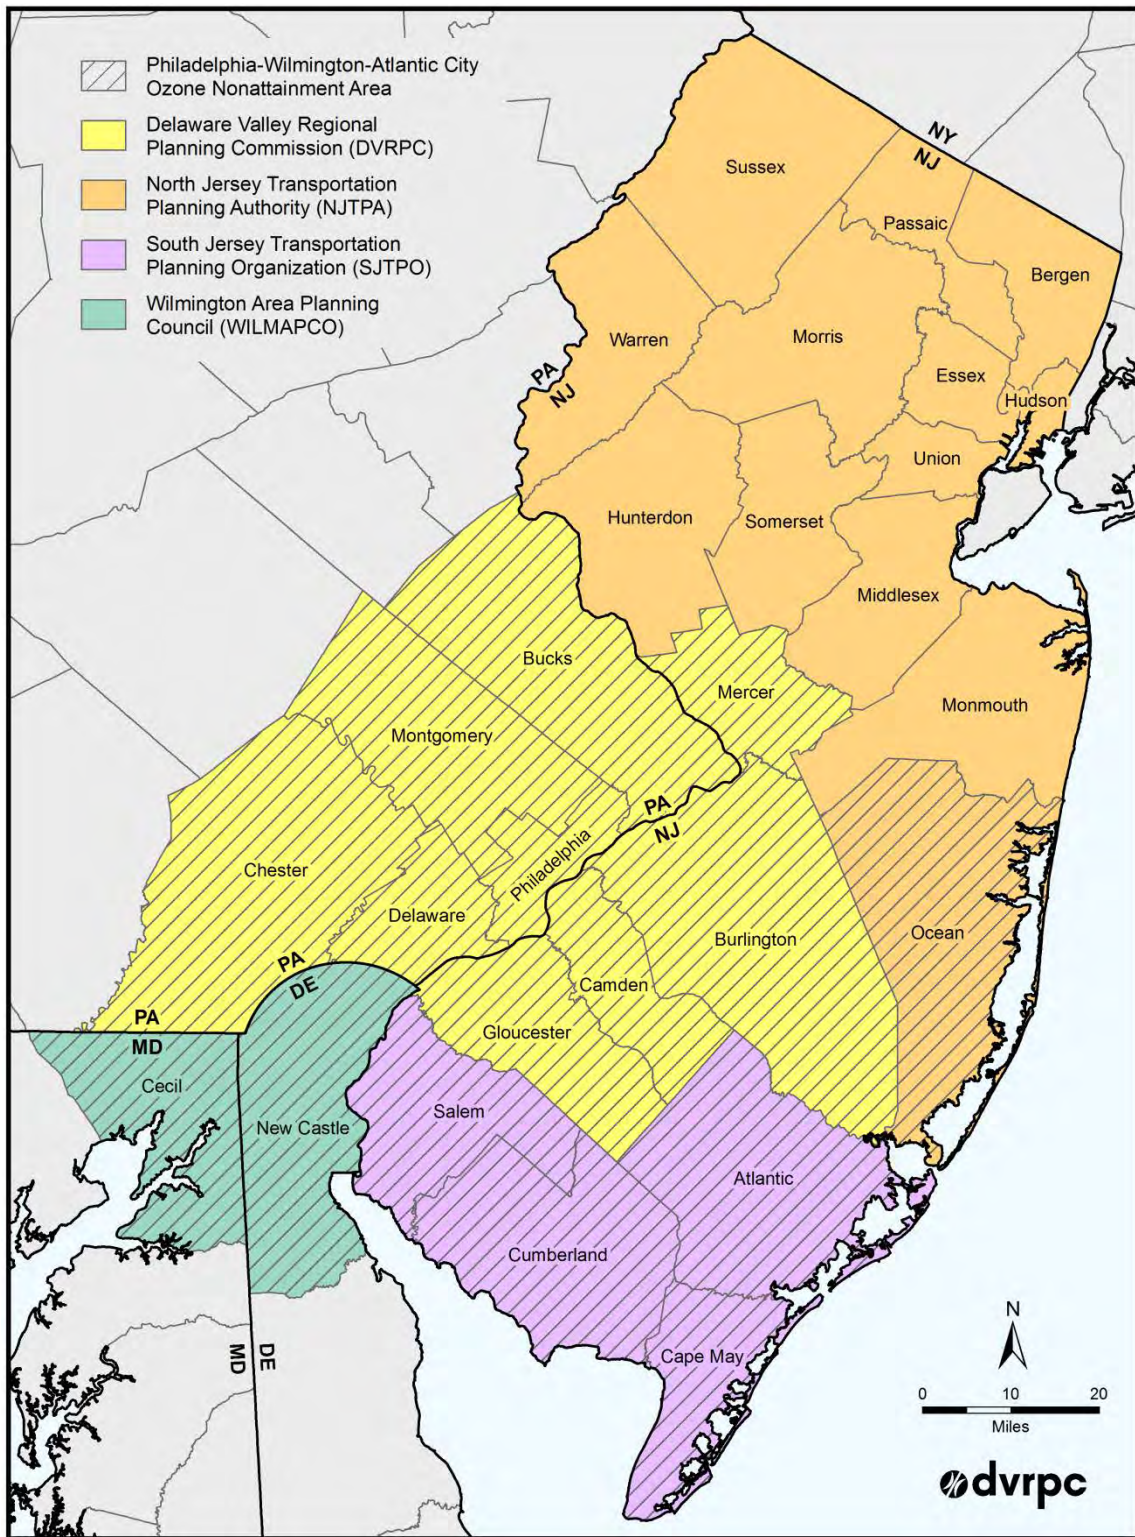 Philadelphia-Wilmington-Atlantic City
Ozone Nonattainment Area
Delaware Valley Regional
Planning Commission (DVRPC)
North Jersey Transportation
Planning Authority (NJTPA)
South Jersey Transportation
Planning Organization (SJTPO)
Wilmington Area Planning
Council (WILMAPCO)
NY
NJ
Sussex
Passaic
Bergen
Warren
Morris
PA
NJ
Essex
Hudson
Union
Hunterdon
Somerset
Middlesex
Bucks
Mercer
Monmouth
Montgomery
PA
NJ
Philadelphia
Chester
Delaware
Burlington
Ocean
PA
DE
Camden
Gloucester
PA
MD
Cecil
New Castle
Salem
Atlantic
Cumberland
MD
DE
Cape May
N
0 10 20
Miles
dvrpc